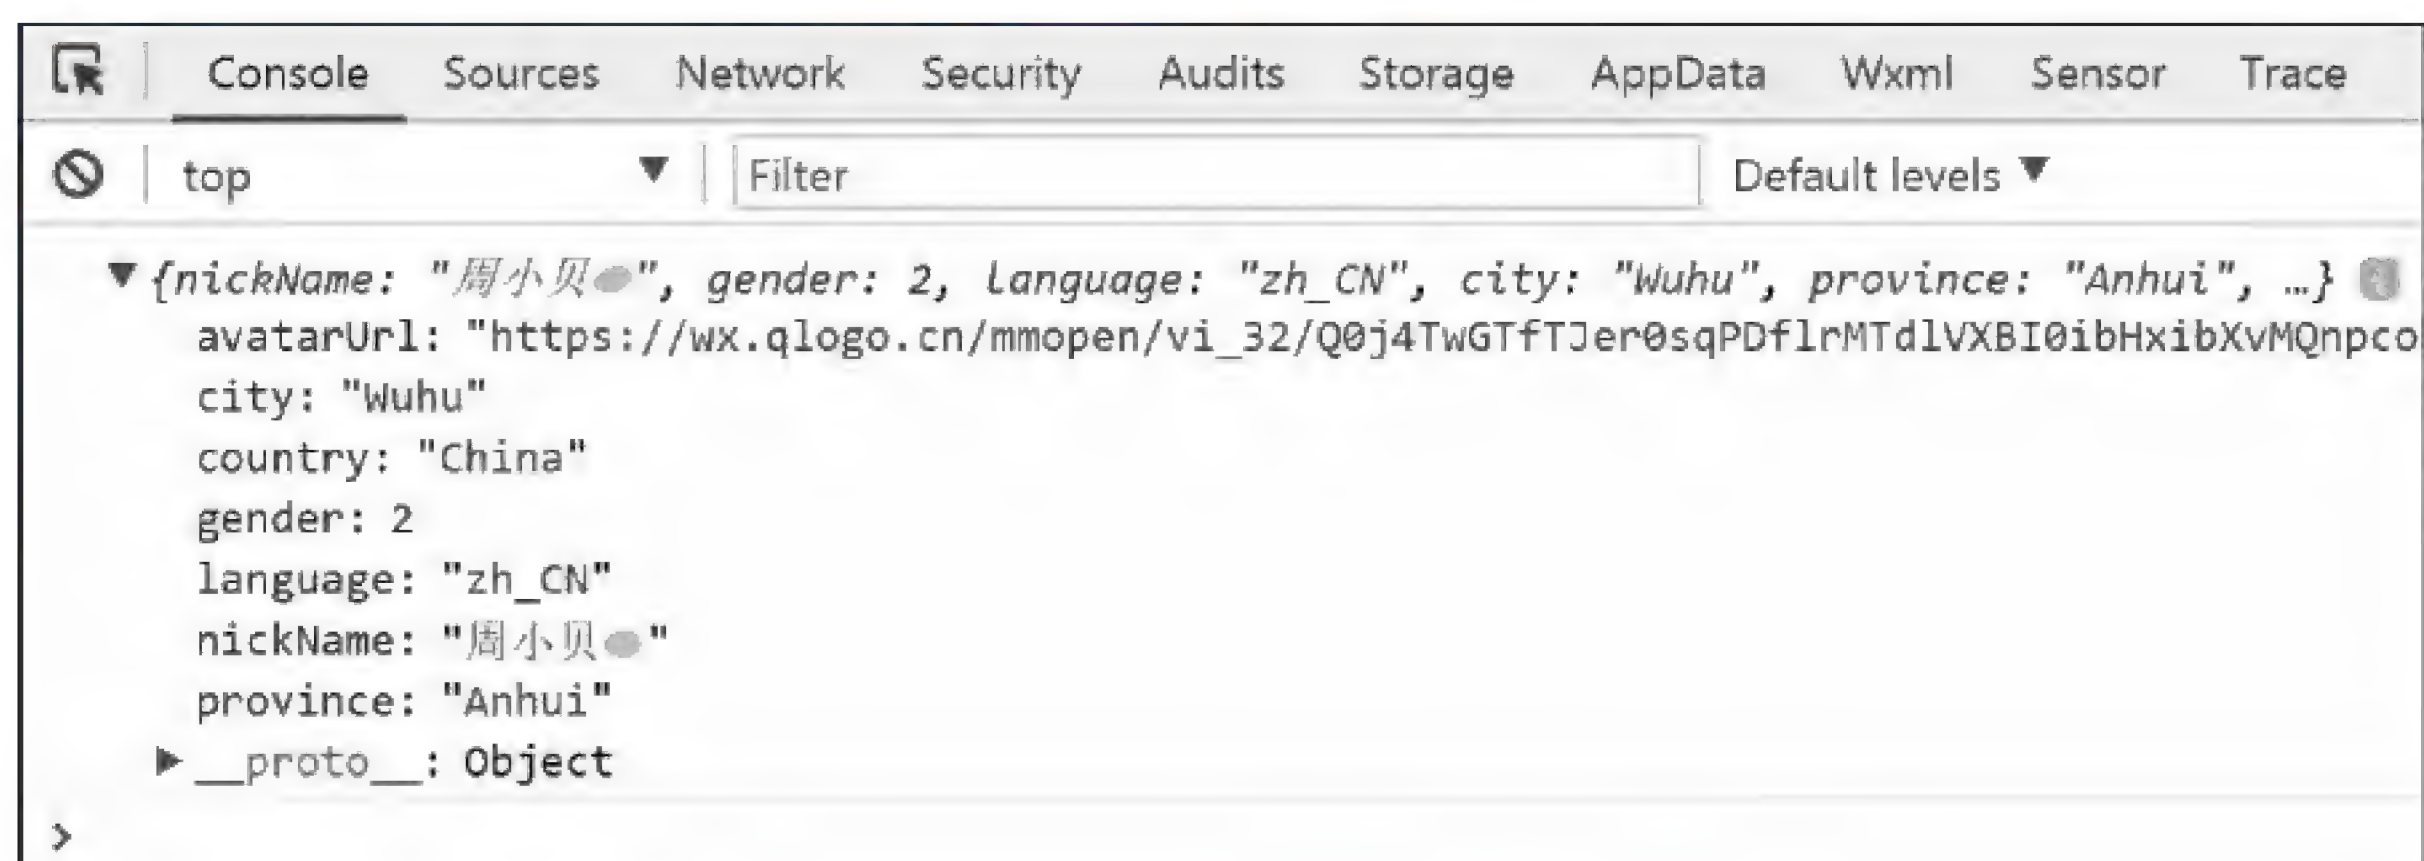 Console Sources Network Security Audits Storage AppData Wxml Sensor Trace
top Filter Default levels
{nickName: "周小贝", gender: 2, language: "zh_CN", city: "Wuhu", province: "Anhui", …}
avatarUrl: "https://wx.qlogo.cn/mmopen/vi_32/Q0j4TwGTfTJer0sqPDflrMTdlVXBI0ibHxibXvMQnpco
city: "Wuhu"
country: "China"
gender: 2
language: "zh_CN"
nickName: "周小贝"
province: "Anhui"
__proto__: Object